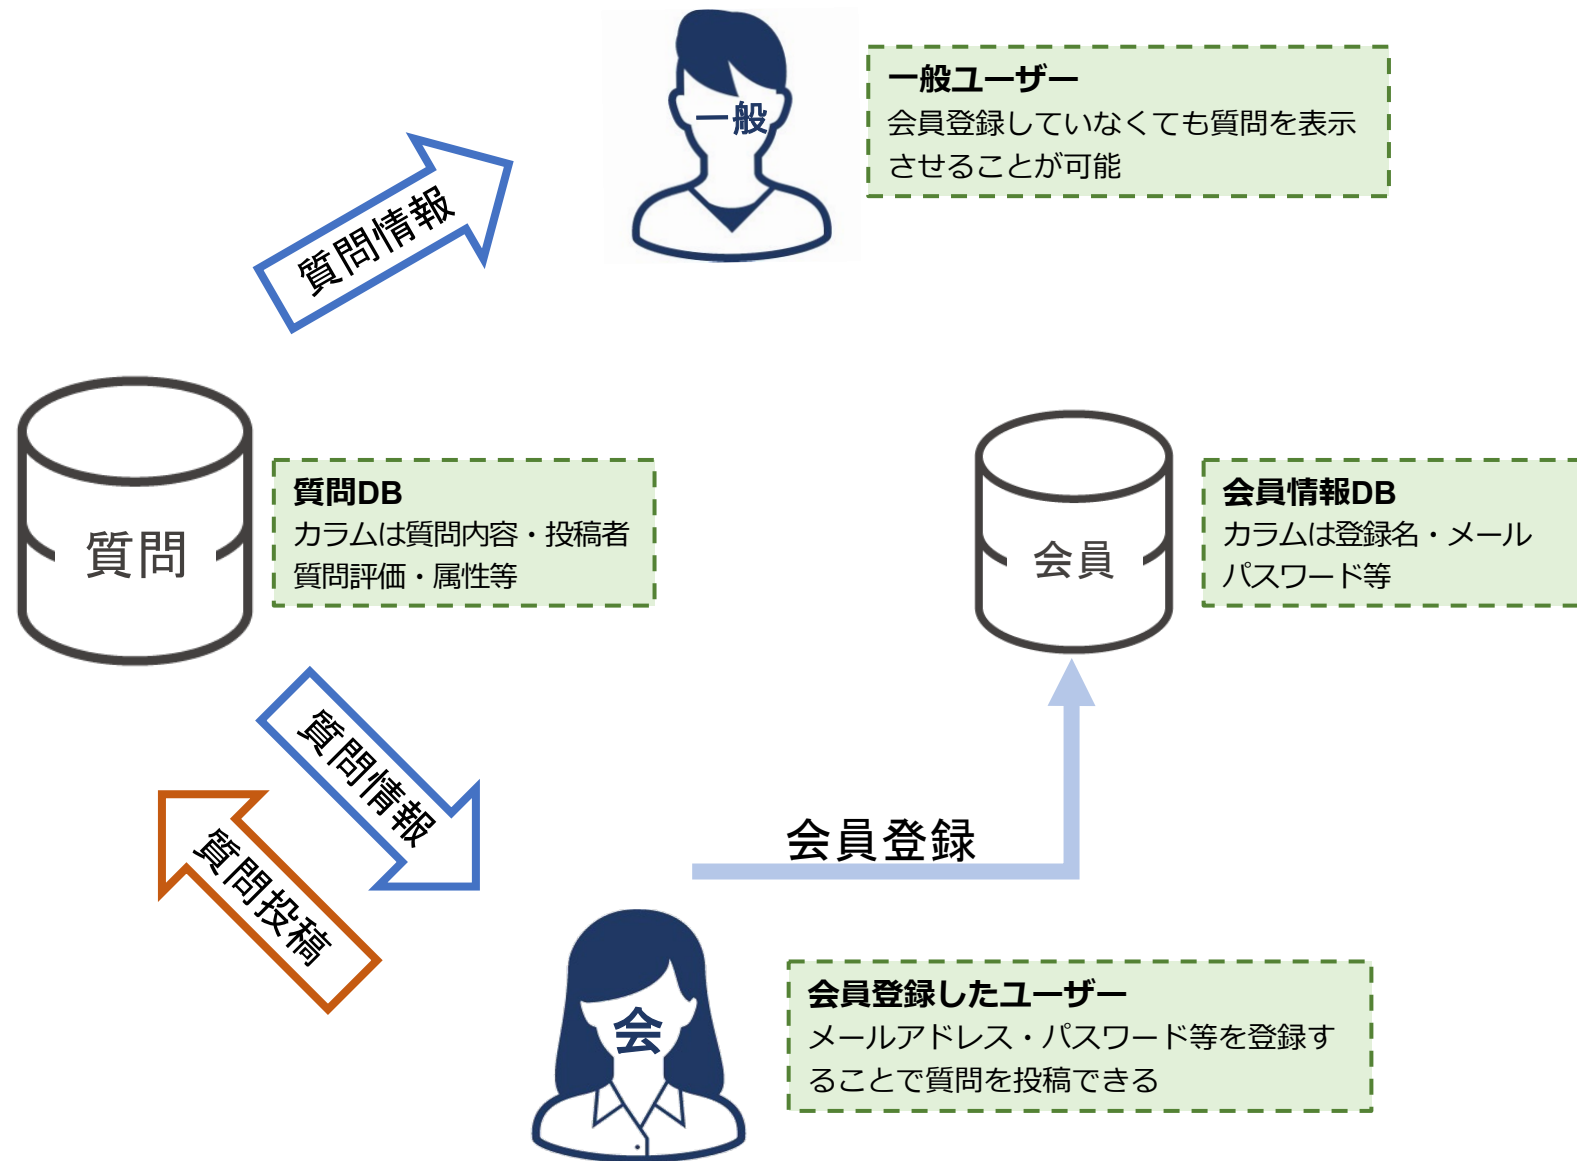 一般
一般ユーザー
会員登録していなくても質問を表示
させることが可能
質問情報
質問
質問DB
カラムは質問内容・投稿者
質問評価・属性等
会員
会員情報DB
カラムは登録名・メール
パスワード等
質問情報
質問投稿
会員登録
会
会員登録したユーザー
メールアドレス・パスワード等を登録す
ることで質問を投稿できる